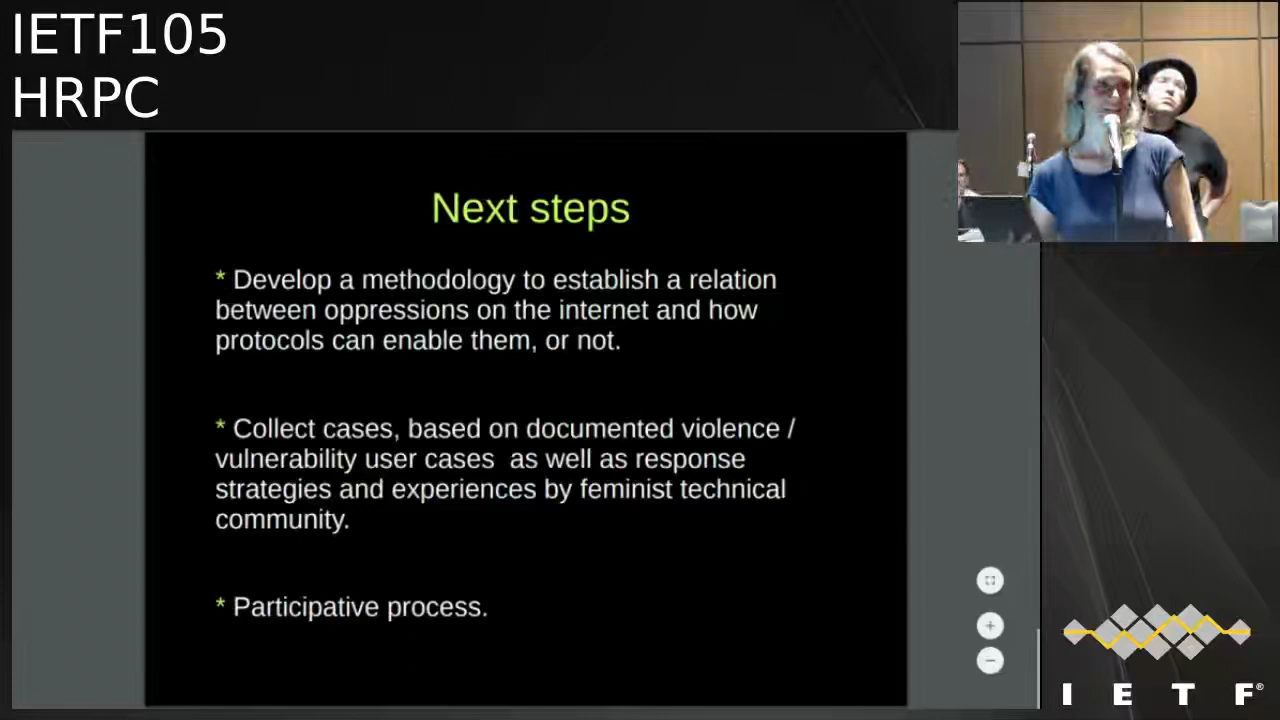 IETF105
HRPC
Next steps
* Develop a methodology to establish a relation
between oppressions on the internet and how
protocols can enable them, or not.
* Collect cases, based on documented violence /
vulnerability user cases  as well as response
strategies and experiences by feminist technical
community.
* Participative process.
I E T F®